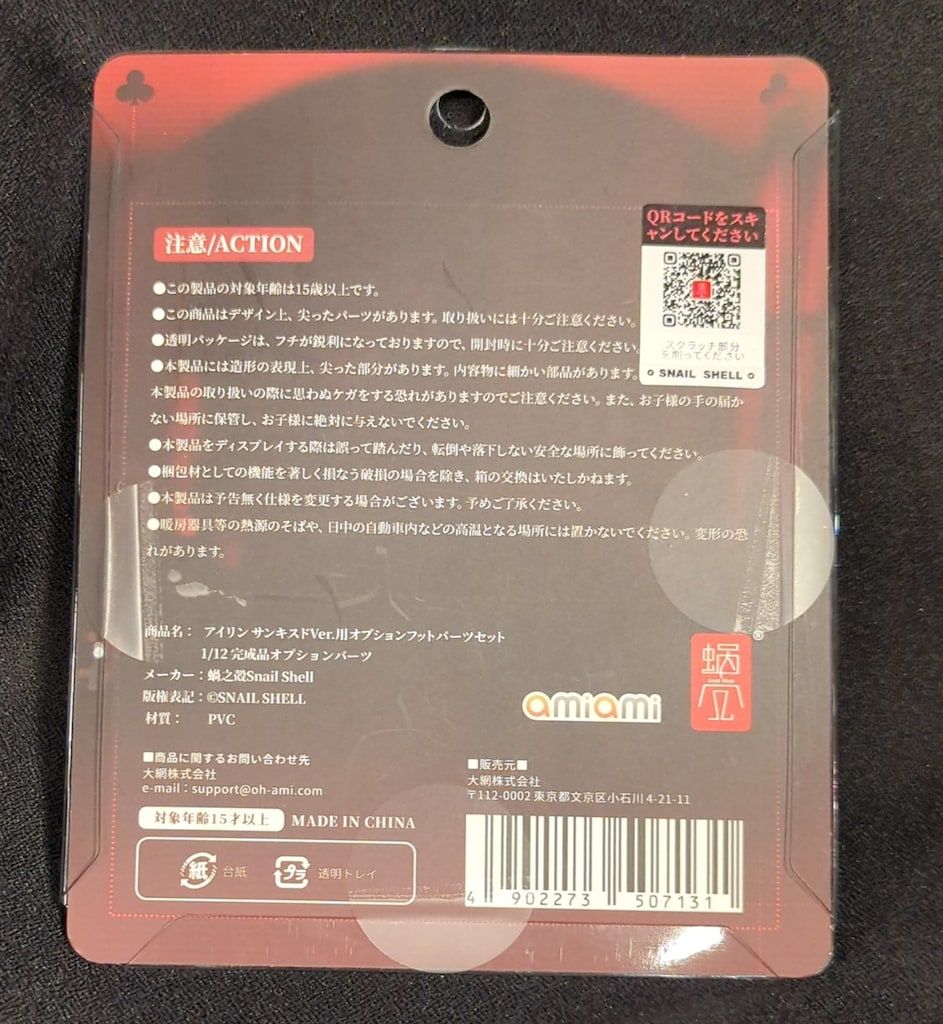 QRコードをスキ
ャンしてください
スクラッチ部分
を削ってください
SNAIL SHELL
注意/ACTION
●この製品の対象年齢は15歳以上です。
●この商品はデザイン上、尖ったパーツがあります。取り扱いには十分ご注意ください。
●透明パッケージは、フチが鋭利になっておりますので、開封時に十分ご注意ください。
●本製品には造形の表現上、尖った部分があります。内容物に細かい部品があります。
本製品の取り扱いの際に思わぬケガをする恐れがありますのでご注意ください。また、お子様の手の届か
ない場所に保管し、お子様に絶対に与えないでください。
●本製品をディスプレイする際は誤って踏んだり、転倒や落下しない安全な場所に飾ってください。
●梱包材としての機能を著しく損なう破損の場合を除き、箱の交換はいたしかねます。
●本製品は予告無く仕様を変更する場合がございます。予めご了承ください。
●暖房器具等の熱源のそばや、日中の自動車内などの高温となる場所には置かないでください。変形の恐
れがあります。
商品名： アイリン サンキスドVer.用オプションフットパーツセット
1/12 完成品オプションパーツ
メーカー：蝸之殼Snail Shell
版権表記：©SNAIL SHELL
材質： PVC
amiami
®
■商品に関するお問い合わせ先
大網株式会社
e-mail：support@oh-ami.com
■販売元■
大網株式会社
〒112-0002 東京都文京区小石川 4-21-11
対象年齢15才以上 MADE IN CHINA
紙 台紙 プラ 透明トレイ
4 902273 507131